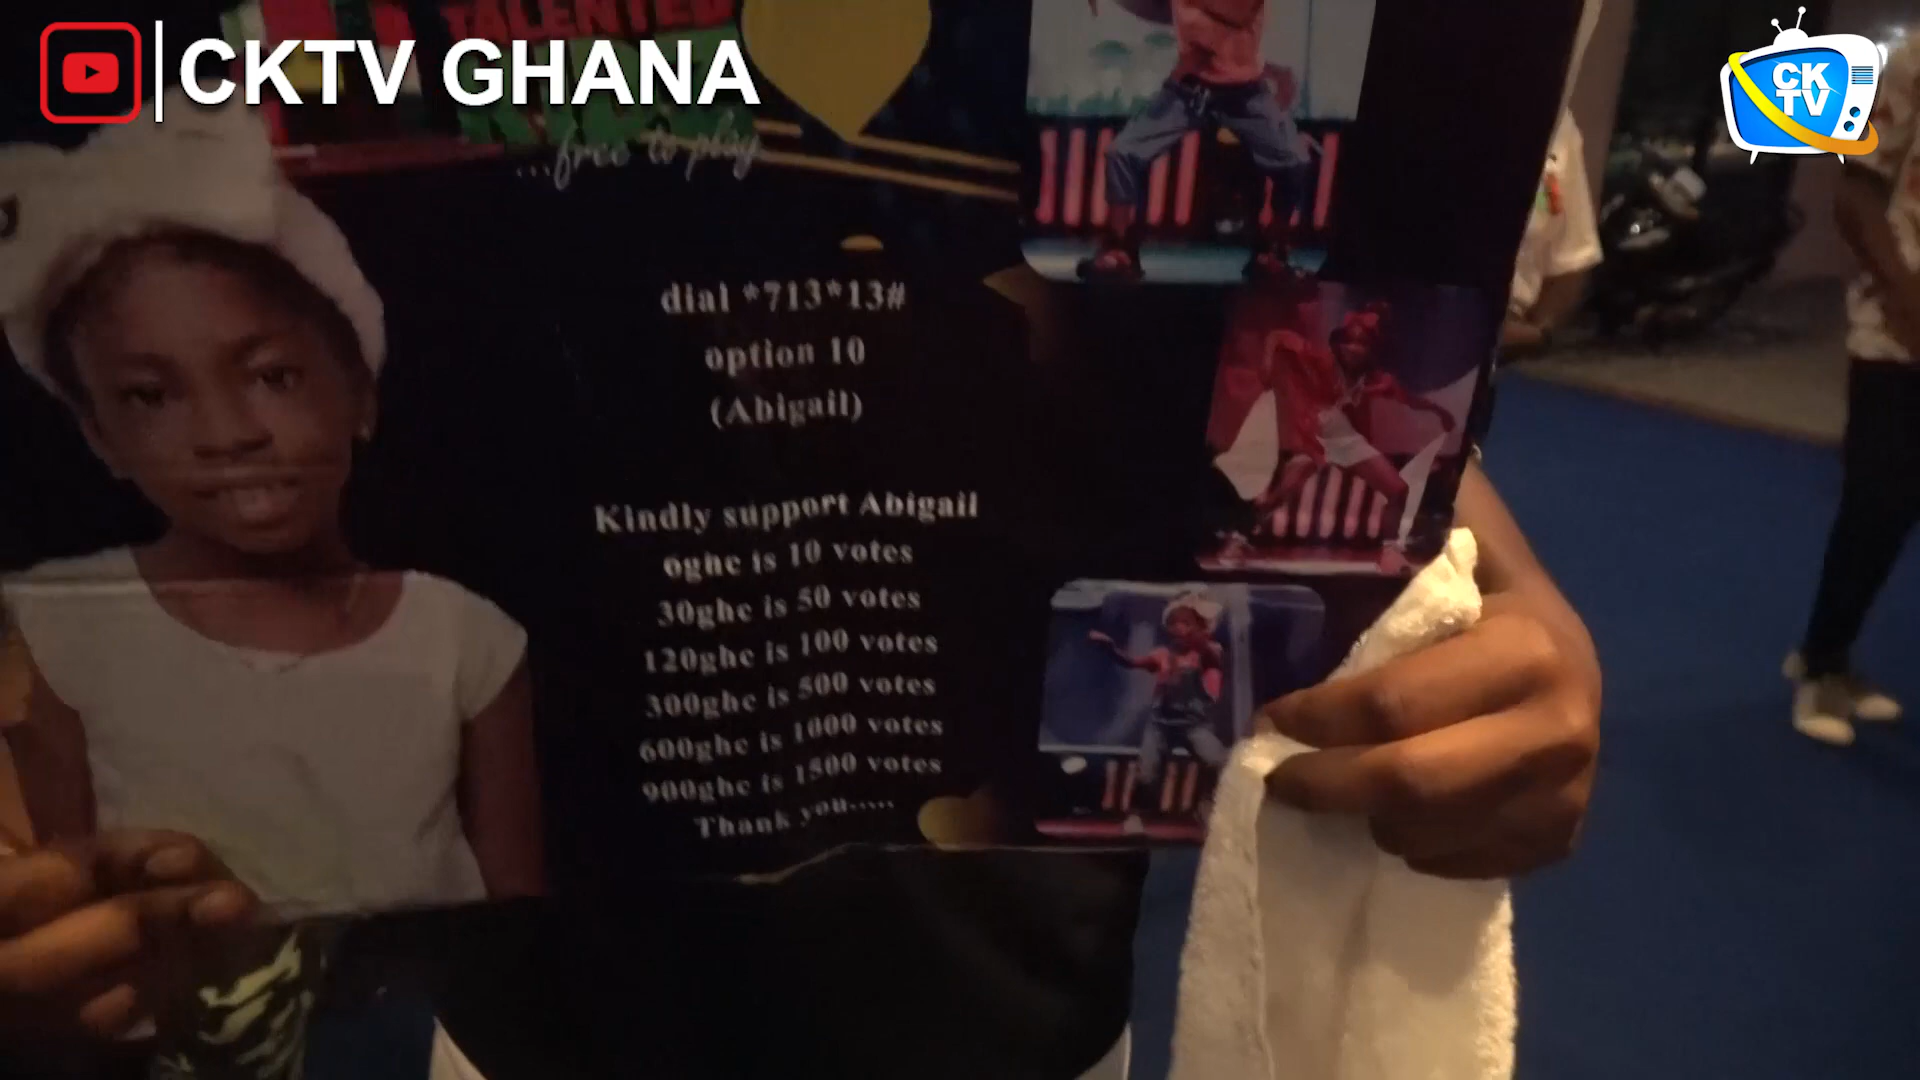 TALENTED
CKTV GHANA
CK
TV
...free to play
dial *713*13#
option 10
(Abigail)
Kindly support Abigail
oghc is 10 votes
30ghc is 50 votes
120ghc is 100 votes
300ghc is 500 votes
600ghc is 1000 votes
900ghc is 1500 votes
Thank you.....